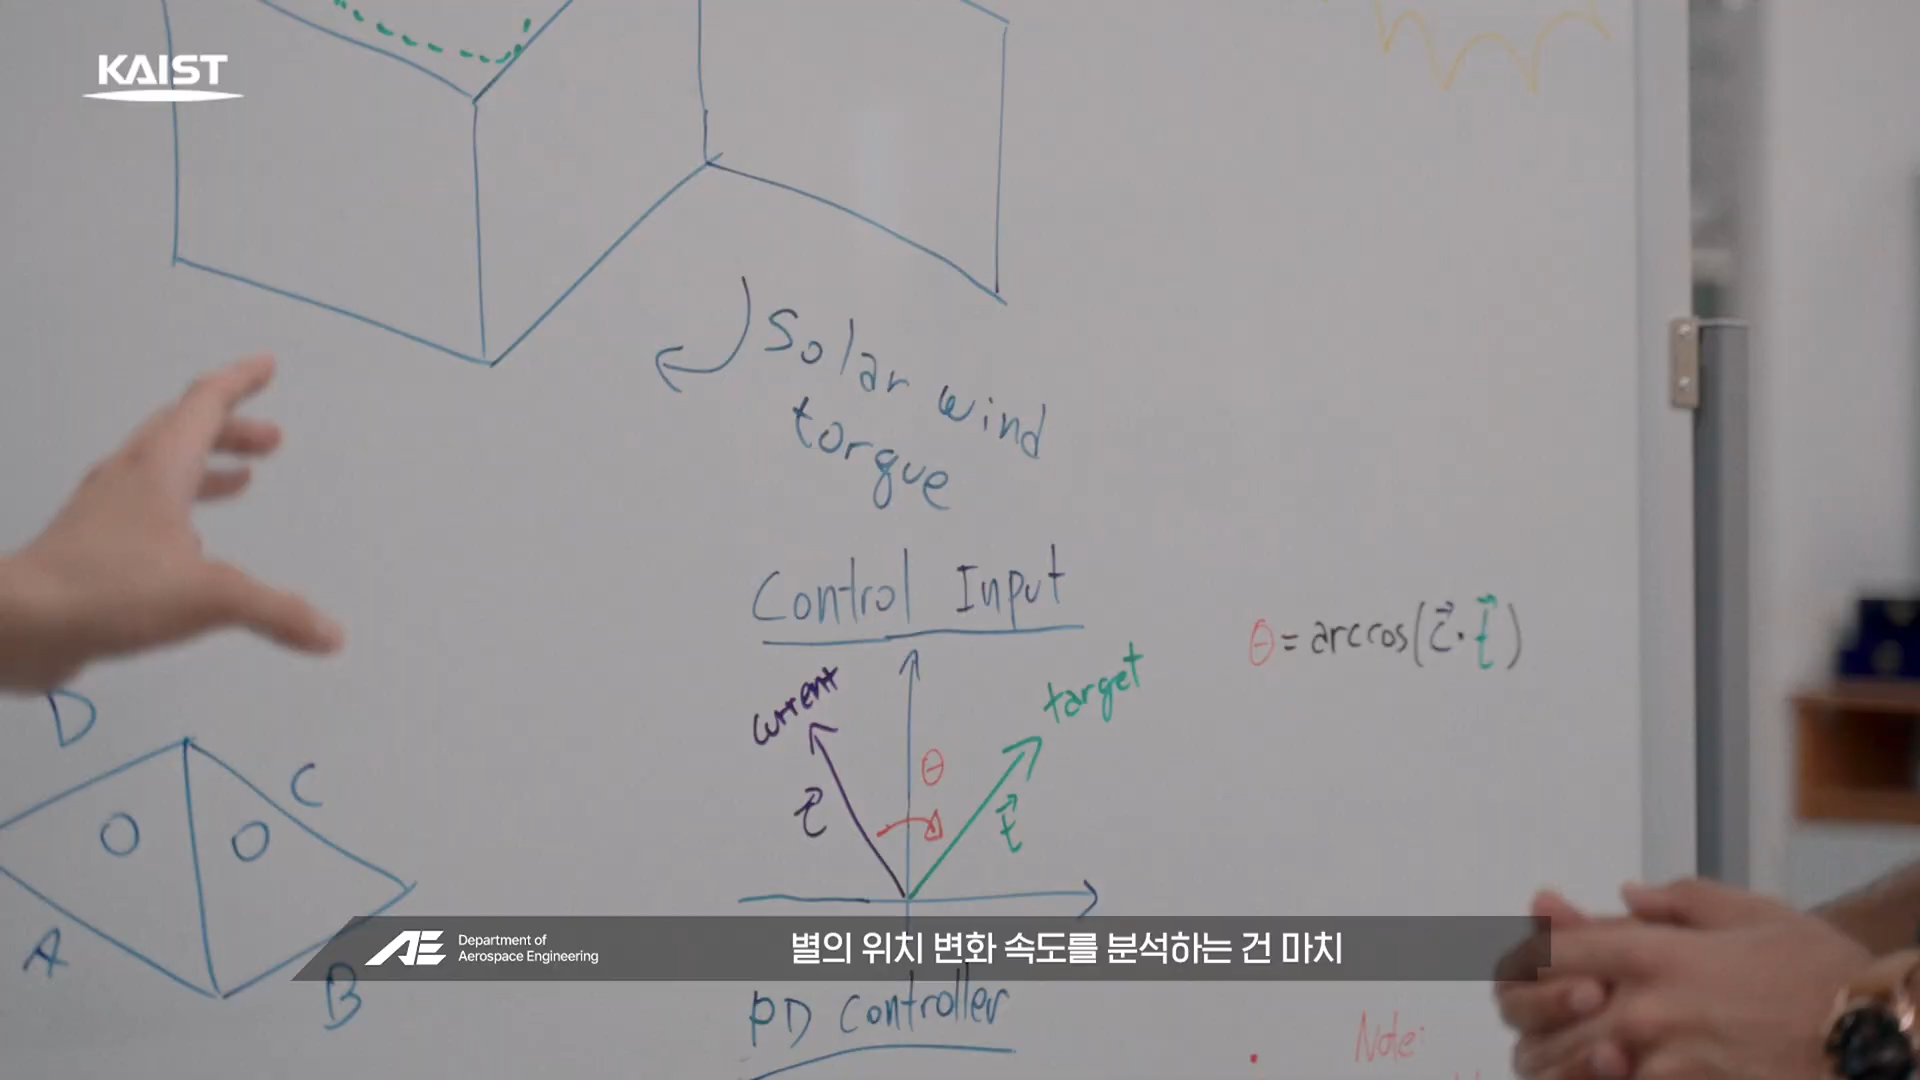 KAIST
Solar wind
torque
Control Input
θ = arccos(c⃗·t⃗)
current
target
θ
c⃗
t⃗
D
C
O
O
A
B
AE Department of
Aerospace Engineering
별의 위치 변화 속도를 분석하는 건 마치
PD Controller
Note: